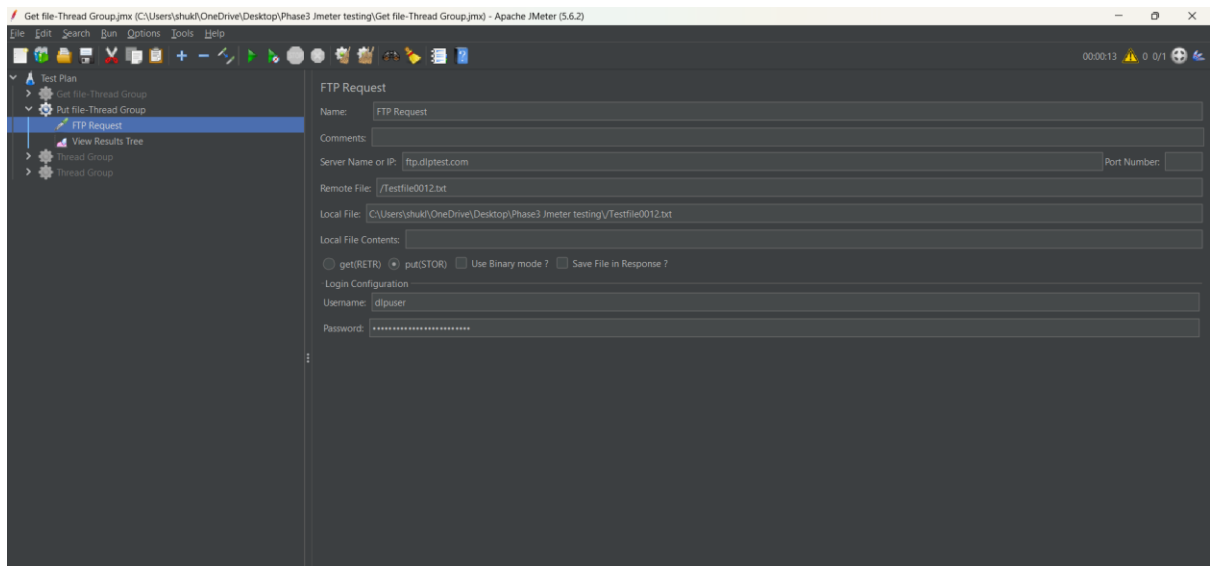 Get file-Thread Group.jmx (C:\Users\shukl\OneDrive\Desktop\Phase3 Jmeter testing\Get file-Thread Group.jmx) - Apache JMeter (5.6.2)
File Edit Search Run Options Tools Help
00:00:13 0 0/1
Test Plan
Get file-Thread Group
Put file-Thread Group
FTP Request
View Results Tree
Thread Group
Thread Group
FTP Request
Name: FTP Request
Comments:
Server Name or IP: ftp.dlptest.com Port Number:
Remote File: /Testfile0012.txt
Local File: C:\Users\shukl\OneDrive\Desktop\Phase3 Jmeter testing\/Testfile0012.txt
Local File Contents:
get(RETR) put(STOR) Use Binary mode ? Save File in Response ?
Login Configuration
Username: dlpuser
Password: •••••••••••••••••••••••••